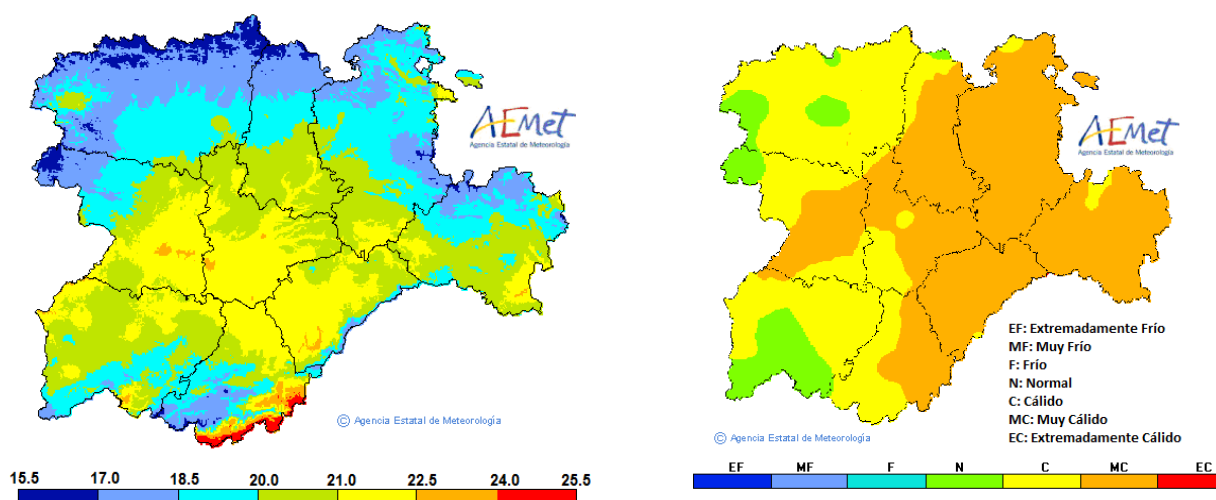 AEMet
Agencia Estatal de Meteorología
© Agencia Estatal de Meteorología
15.5 17.0 18.5 20.0 21.0 22.5 24.0 25.5
AEMet
Agencia Estatal de Meteorología
EF: Extremadamente Frío
MF: Muy Frío
F: Frío
N: Normal
C: Cálido
MC: Muy Cálido
EC: Extremadamente Cálido
© Agencia Estatal de Meteorología
EF MF F N C MC EC